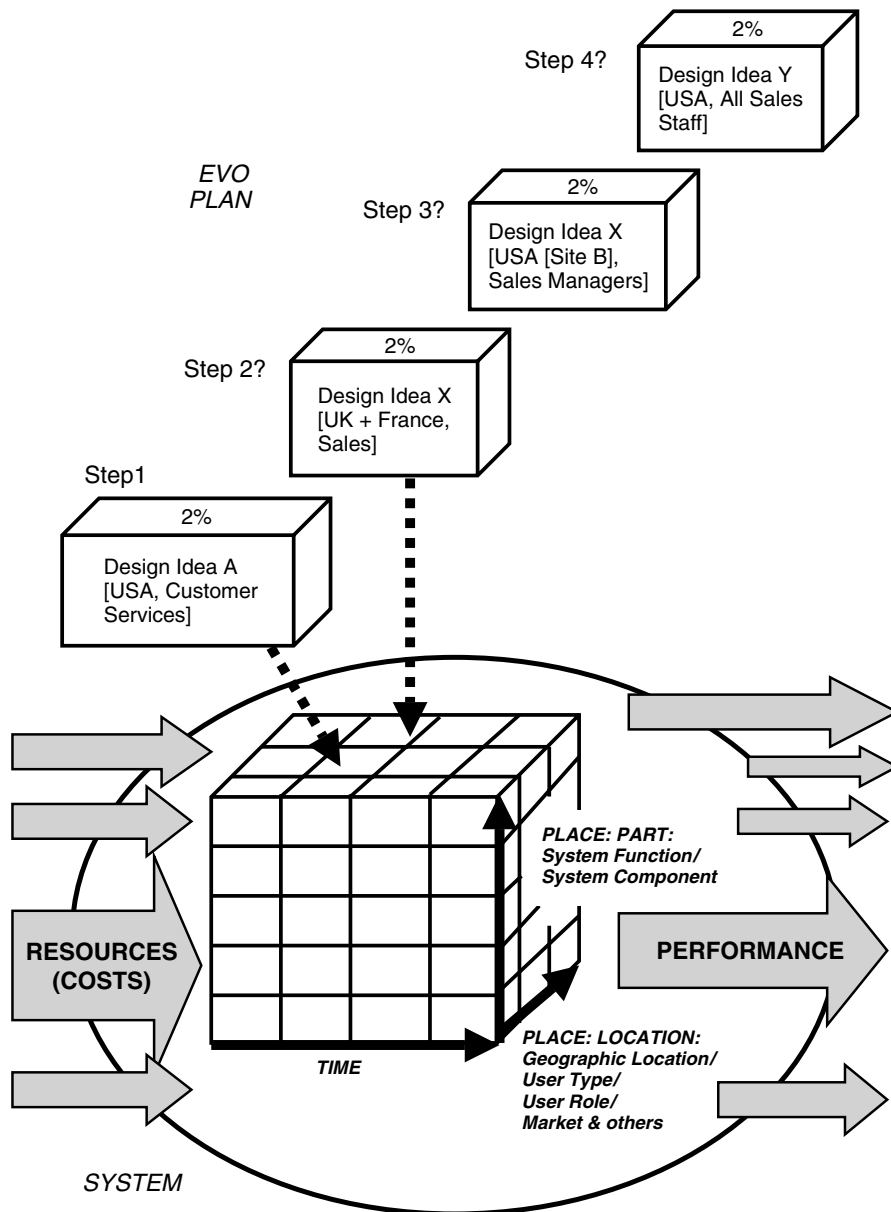 2%
Step 4?
Design Idea Y
[USA, All Sales
Staff]
EVO
PLAN
2%
Step 3?
Design Idea X
[USA [Site B],
Sales Managers]
2%
Step 2?
Design Idea X
[UK + France,
Sales]
Step1
2%
Design Idea A
[USA, Customer
Services]
PLACE: PART:
System Function/
System Component
RESOURCES
(COSTS)
PERFORMANCE
TIME
PLACE: LOCATION:
Geographic Location/
User Type/
User Role/
Market & others
SYSTEM